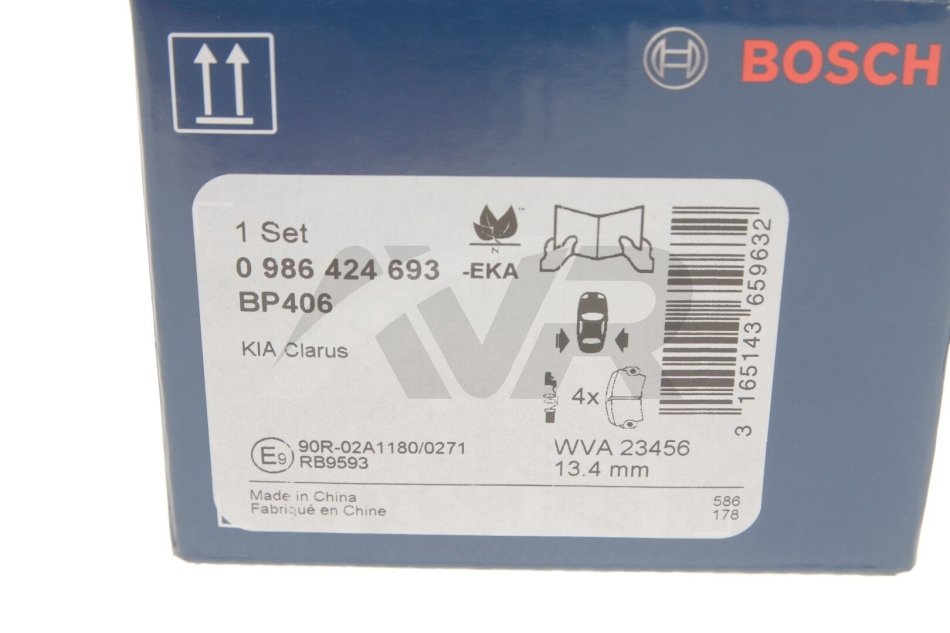 BOSCH
1 Set
0 986 424 693 -EKA
BP406
KIA Clarus
N
4x
3 165143 659632
E9
90R-02A1180/0271
RB9593
WVA 23456
13.4 mm
Made in China
Fabriqué en Chine
586
178
VR